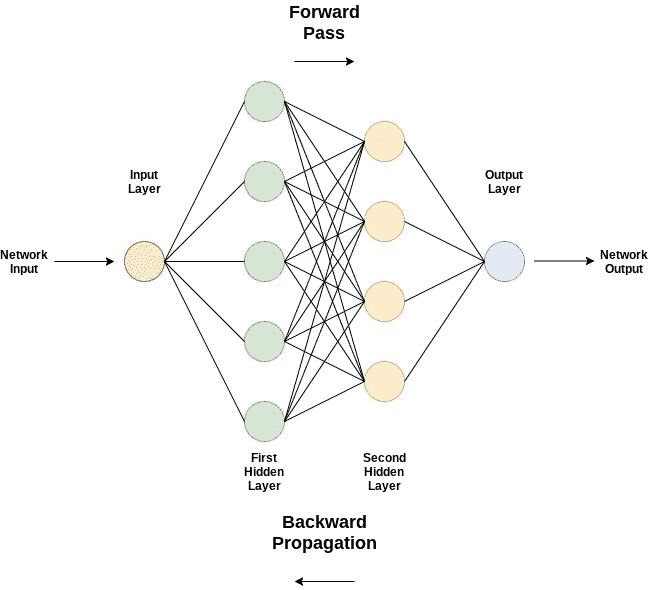 Forward
Pass
Input
Layer
Output
Layer
Network
Input
Network
Output
First
Hidden
Layer
Second
Hidden
Layer
Backward
Propagation